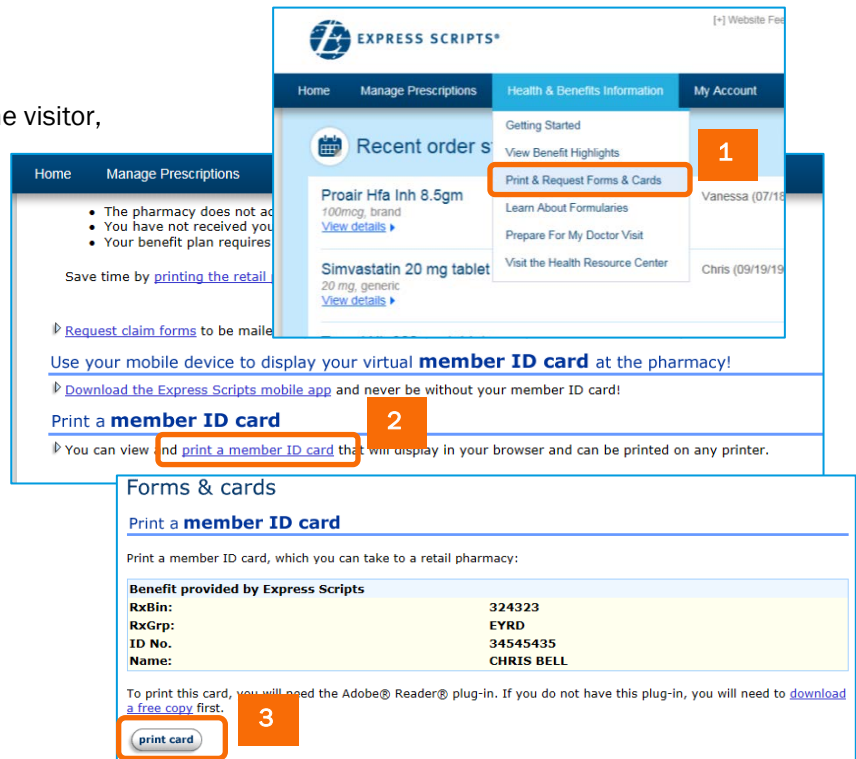 e visitor,
[+] Website Fee
EXPRESS SCRIPTS®
Home Manage Prescriptions Health & Benefits Information My Account
Getting Started
View Benefit Highlights
Print & Request Forms & Cards
Learn About Formularies
Prepare For My Doctor Visit
Visit the Health Resource Center
1
Recent order s
Proair Hfa Inh 8.5gm
100mcg, brand
View details
Vanessa (07/18
Simvastatin 20 mg tablet
20 mg, generic
View details
Chris (09/19/19
Home Manage Prescriptions
• The pharmacy does not ac
• You have not received you
• Your benefit plan requires
Save time by printing the retail
Request claim forms to be maile
Use your mobile device to display your virtual member ID card at the pharmacy!
Download the Express Scripts mobile app and never be without your member ID card!
Print a member ID card
2
You can view and print a member ID card that will display in your browser and can be printed on any printer.
Forms & cards
Print a member ID card
Print a member ID card, which you can take to a retail pharmacy:
Benefit provided by Express Scripts
RxBin: 324323
RxGrp: EYRD
ID No. 34545435
Name: CHRIS BELL
To print this card, you will need the Adobe® Reader® plug-in. If you do not have this plug-in, you will need to download
a free copy first.
3
print card